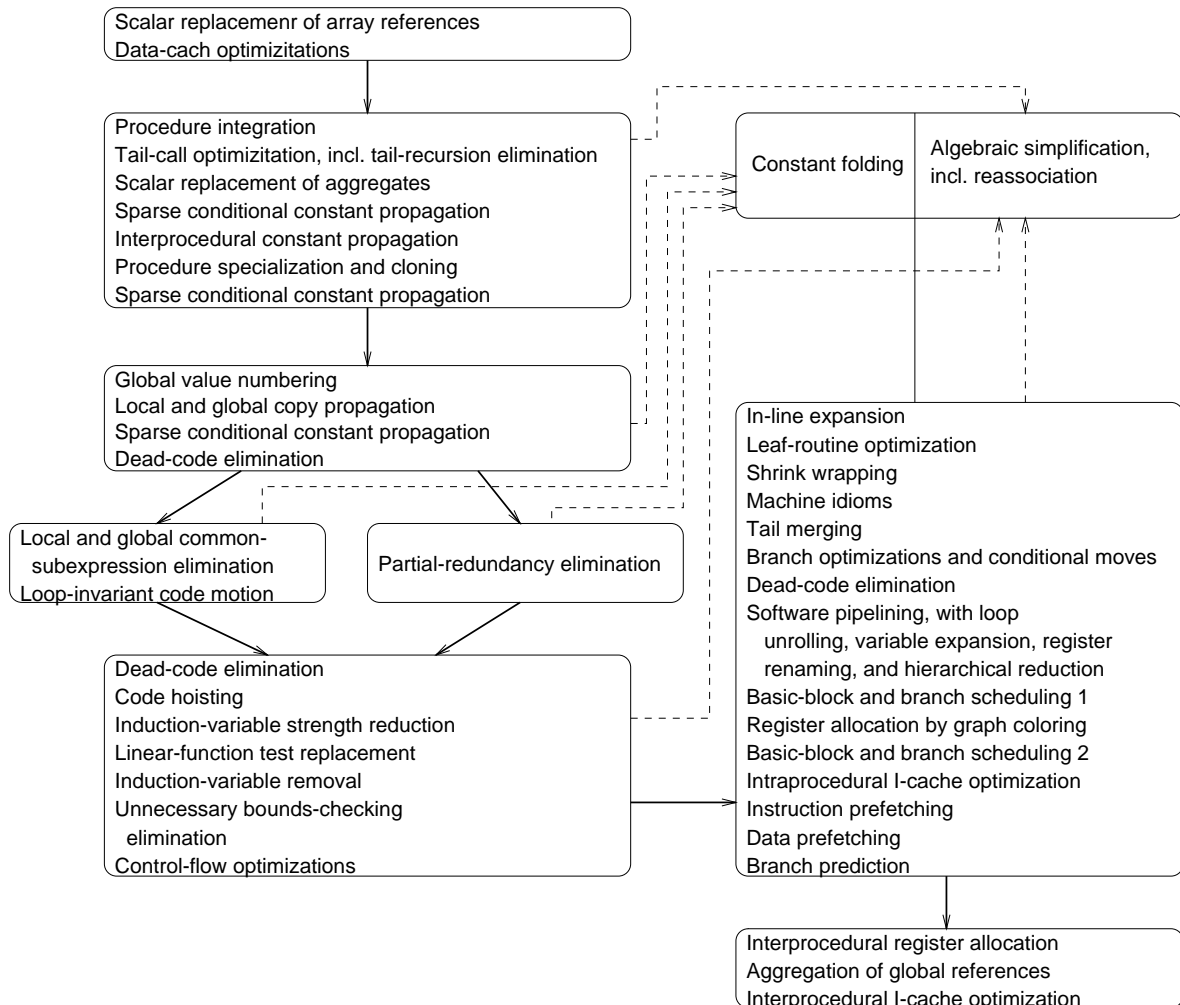 Scalar replacemenr of array references
Data-cach optimizitations
Procedure integration
Tail-call optimizitation, incl. tail-recursion elimination
Scalar replacement of aggregates
Sparse conditional constant propagation
Interprocedural constant propagation
Procedure specialization and cloning
Sparse conditional constant propagation
Constant folding
Algebraic simplification,
incl. reassociation
Global value numbering
Local and global copy propagation
Sparse conditional constant propagation
Dead-code elimination
Local and global common-
subexpression elimination
Loop-invariant code motion
Partial-redundancy elimination
Dead-code elimination
Code hoisting
Induction-variable strength reduction
Linear-function test replacement
Induction-variable removal
Unnecessary bounds-checking
elimination
Control-flow optimizations
In-line expansion
Leaf-routine optimization
Shrink wrapping
Machine idioms
Tail merging
Branch optimizations and conditional moves
Dead-code elimination
Software pipelining, with loop
unrolling, variable expansion, register
renaming, and hierarchical reduction
Basic-block and branch scheduling 1
Register allocation by graph coloring
Basic-block and branch scheduling 2
Intraprocedural I-cache optimization
Instruction prefetching
Data prefetching
Branch prediction
Interprocedural register allocation
Aggregation of global references
Interprocedural I-cache optimization